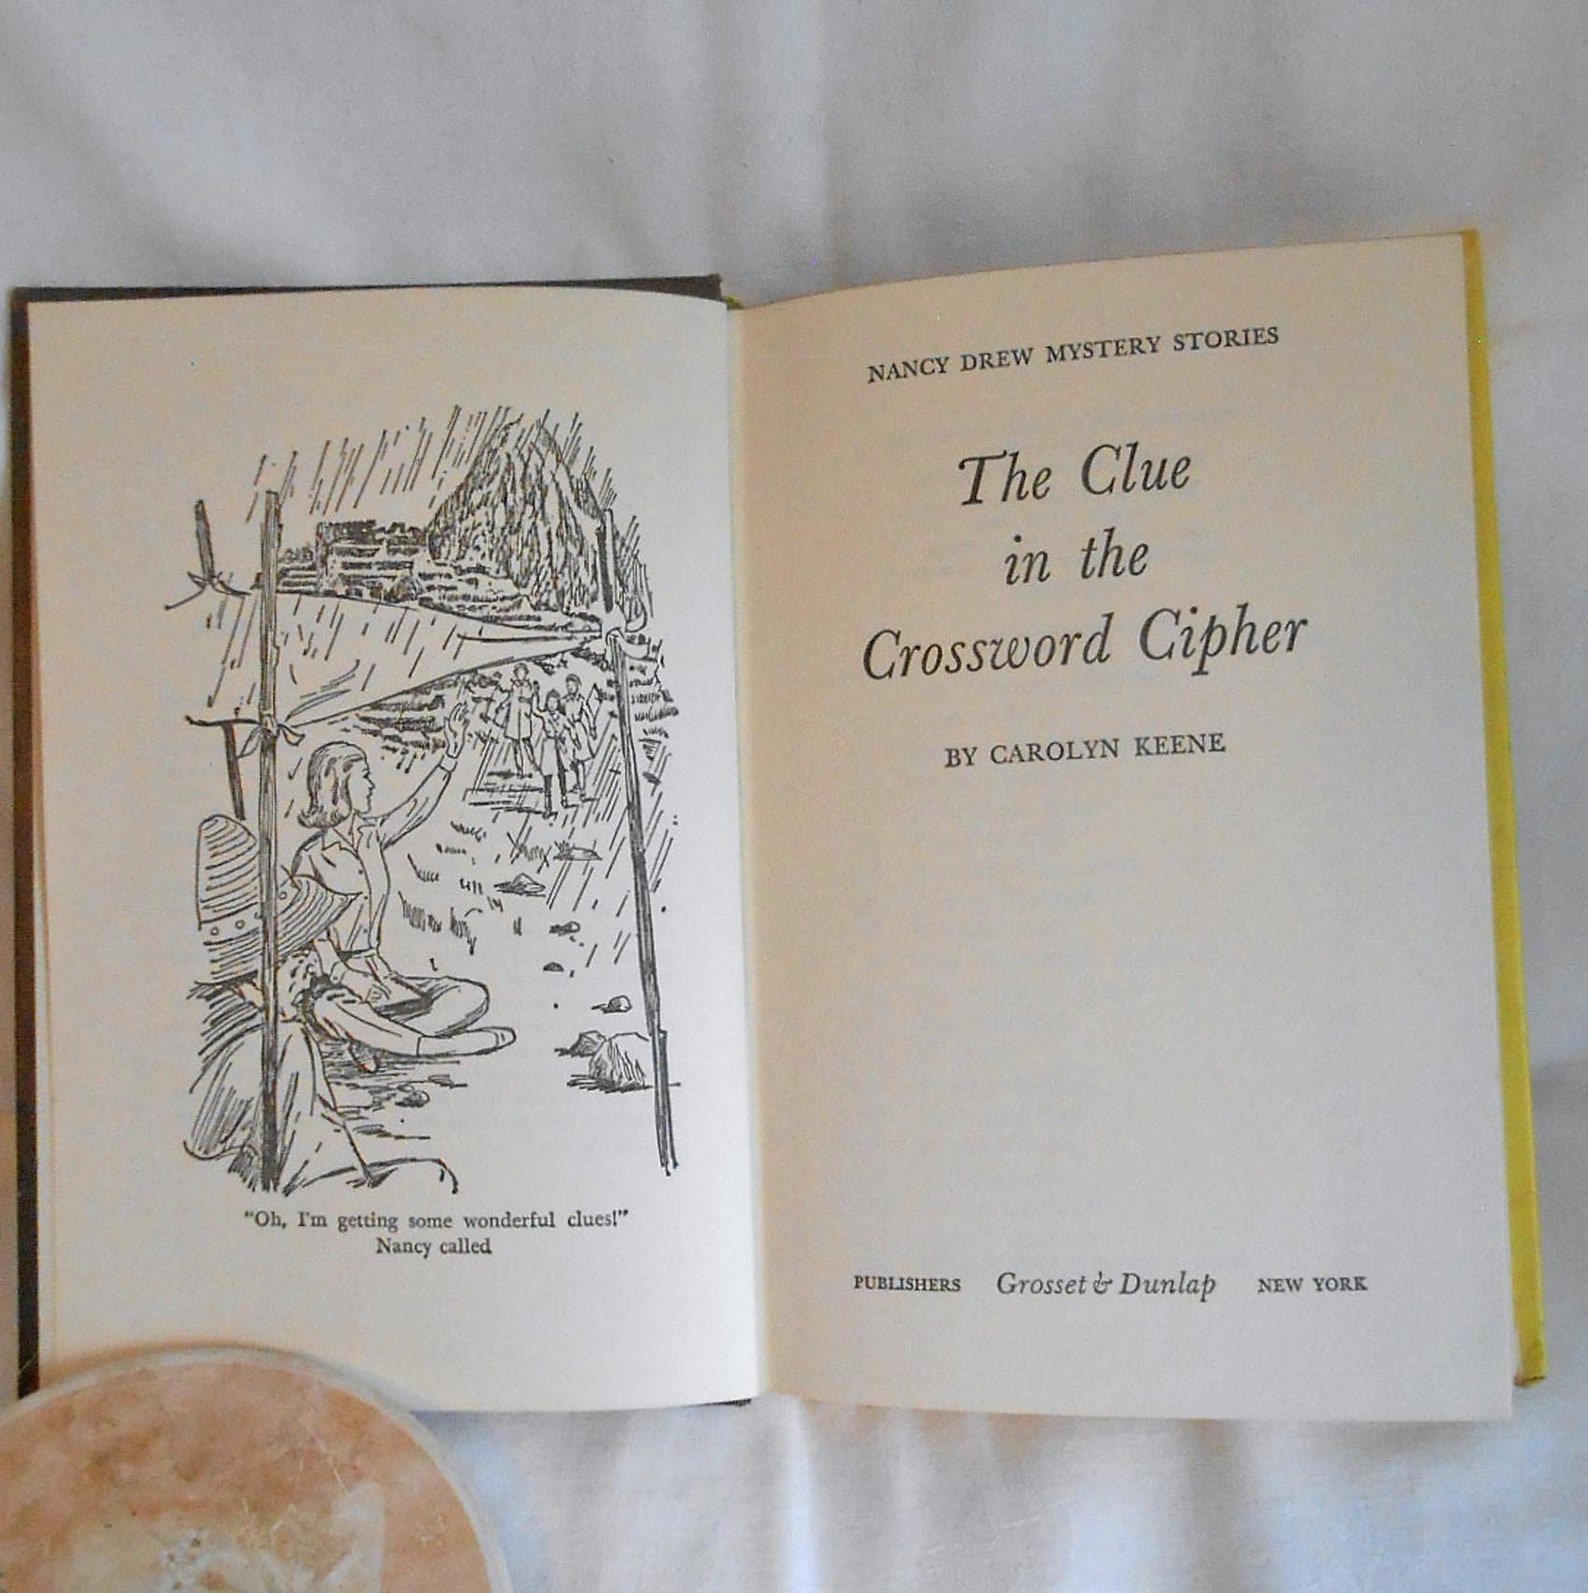 "Oh, I'm getting some wonderful clues!"
Nancy called
NANCY DREW MYSTERY STORIES
The Clue
in the
Crossword Cipher
BY CAROLYN KEENE
PUBLISHERS Grosset & Dunlap NEW YORK